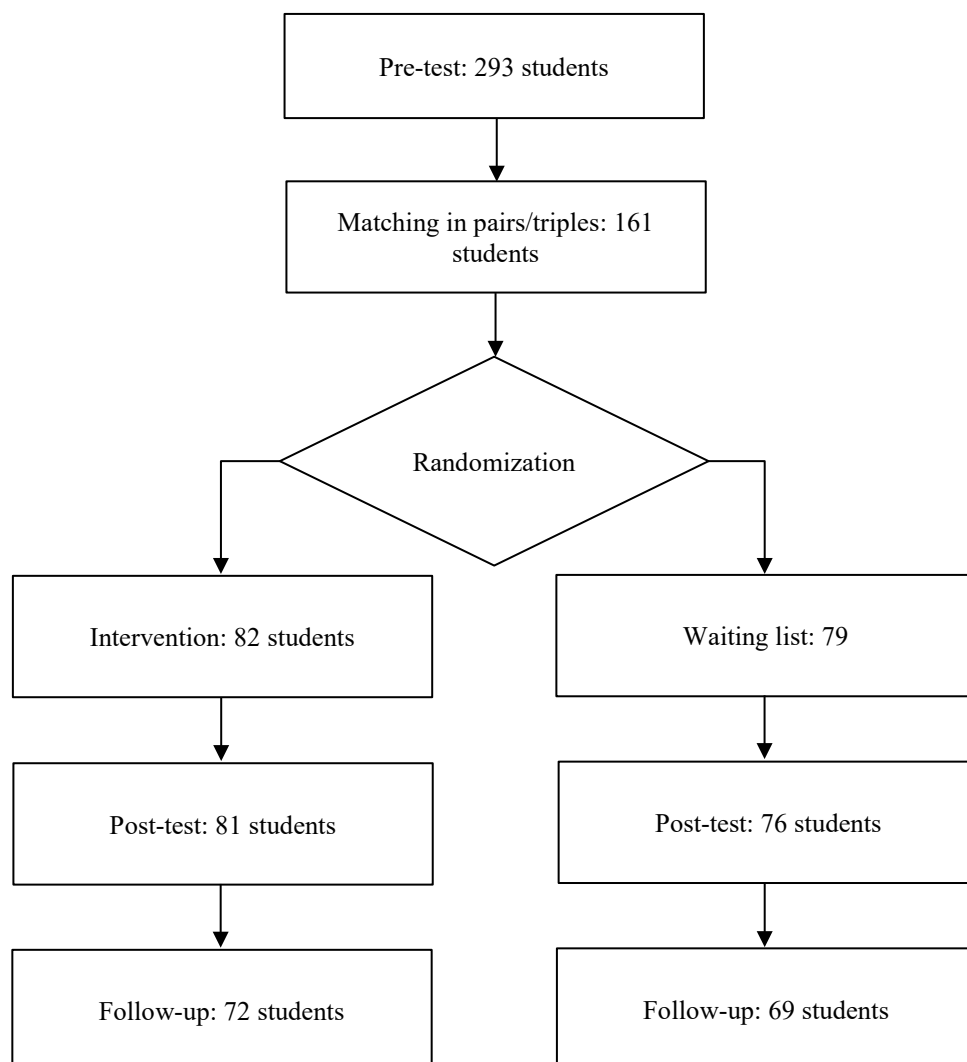 Pre-test: 293 students
Matching in pairs/triples: 161
students
Randomization
Intervention: 82 students
Waiting list: 79
Post-test: 81 students
Post-test: 76 students
Follow-up: 72 students
Follow-up: 69 students